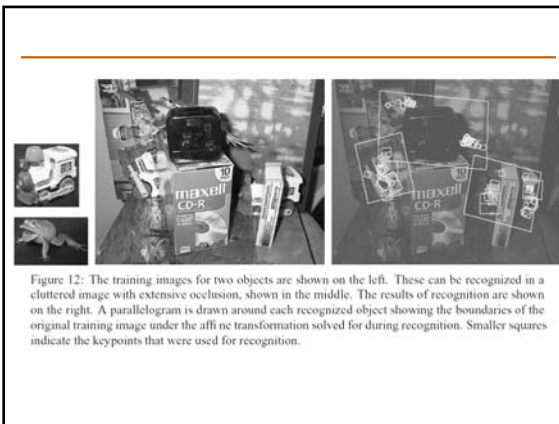 10
maxell
CD-R
maxell
CD-R
Figure 12: The training images for two objects are shown on the left. These can be recognized in a
cluttered image with extensive occlusion, shown in the middle. The results of recognition are shown
on the right. A parallelogram is drawn around each recognized object showing the boundaries of the
original training image under the affi ne transformation solved for during recognition. Smaller squares
indicate the keypoints that were used for recognition.